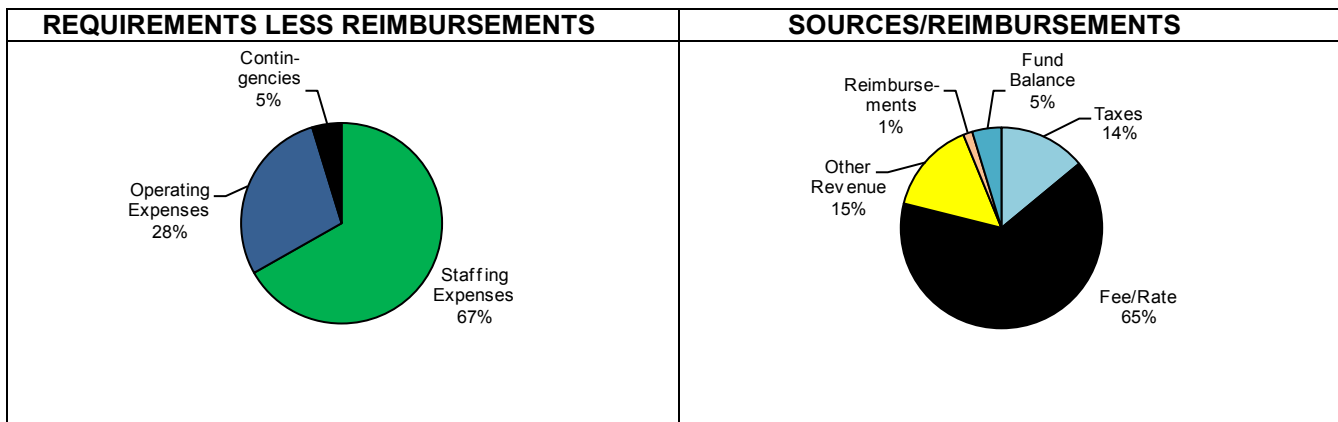 REQUIREMENTS LESS REIMBURSEMENTS
Contin-
gencies
5%
Operating
Expenses
28%
Staffing
Expenses
67%
SOURCES/REIMBURSEMENTS
Fund
Balance
5%
Reimburse-
ments
1%
Taxes
14%
Other
Revenue
15%
Fee/Rate
65%